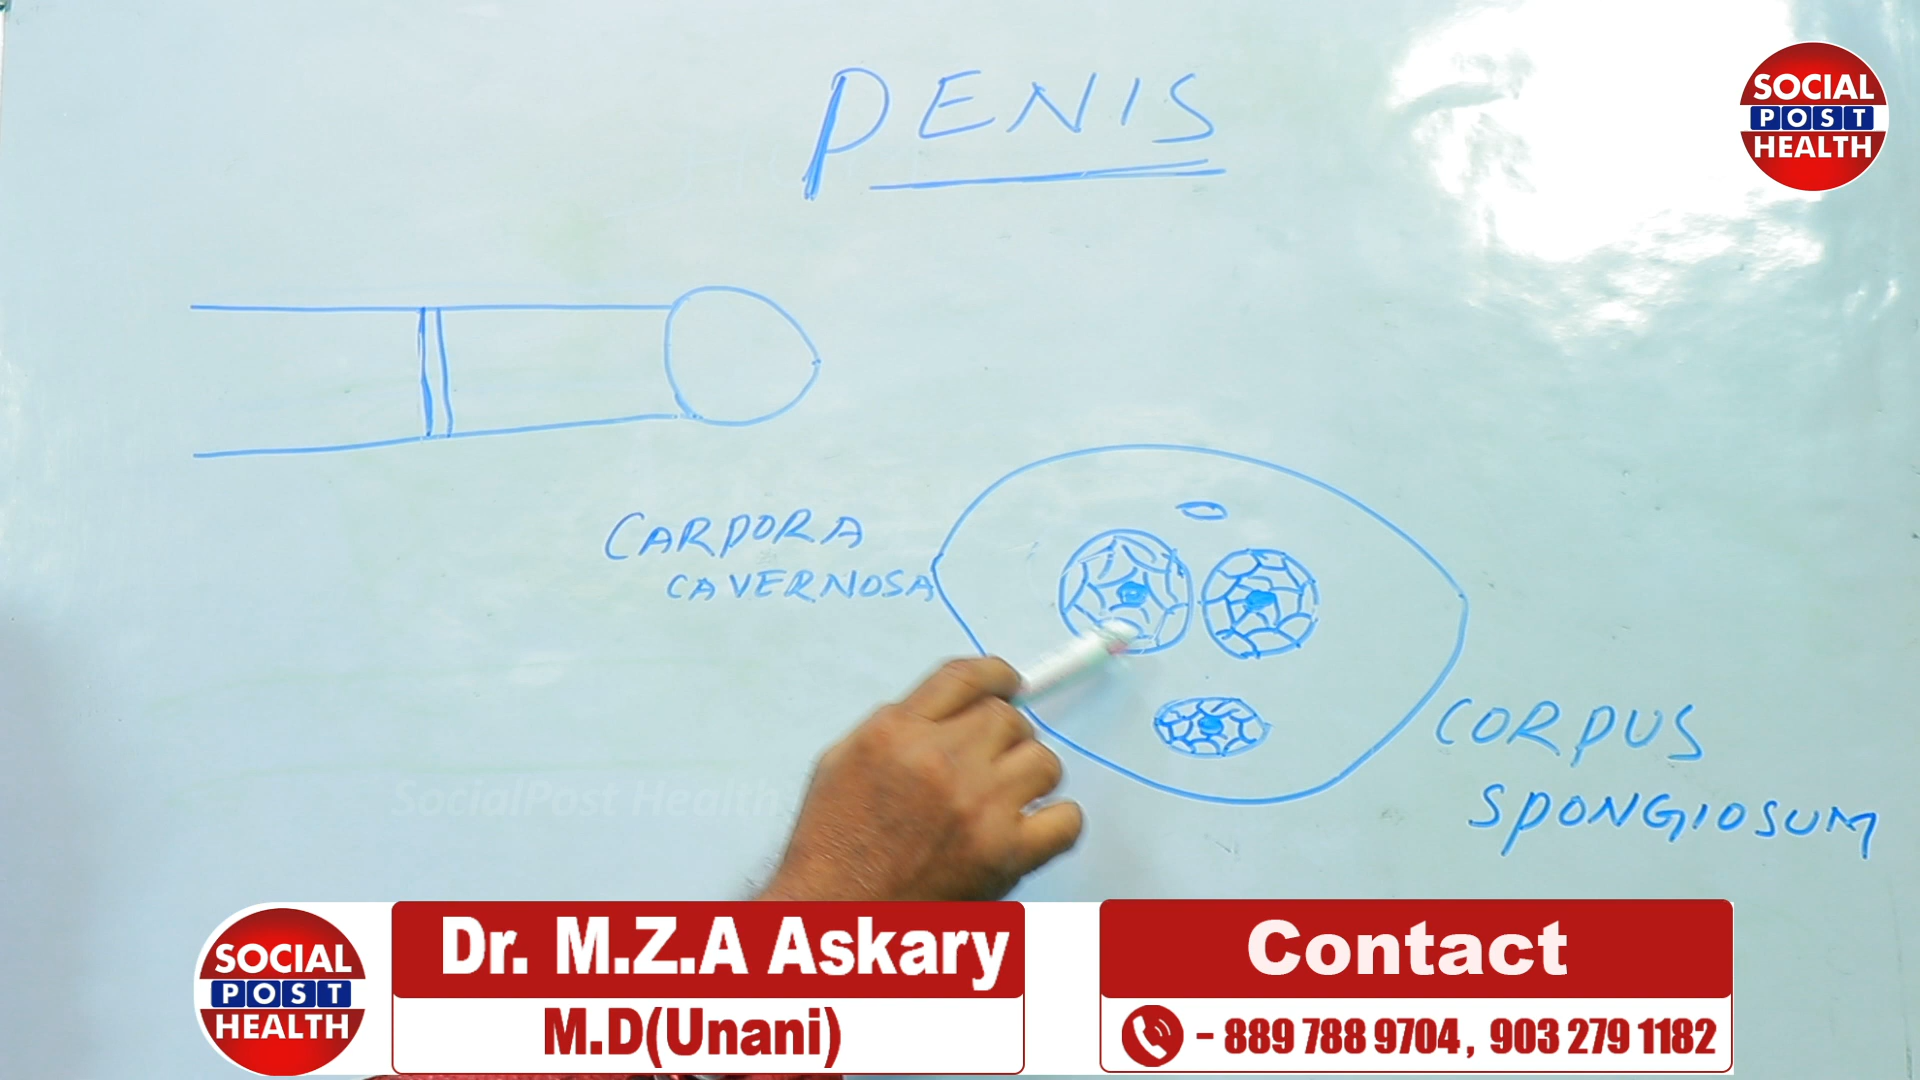 PENIS
SOCIAL
POST
HEALTH
CARPORA
CAVERNOSA
CORPUS
SPONGIOSUM
SocialPost Health
SOCIAL
POST
HEALTH
Dr. M.Z.A Askary
M.D(Unani)
Contact
- 889 788 9704, 903 279 1182